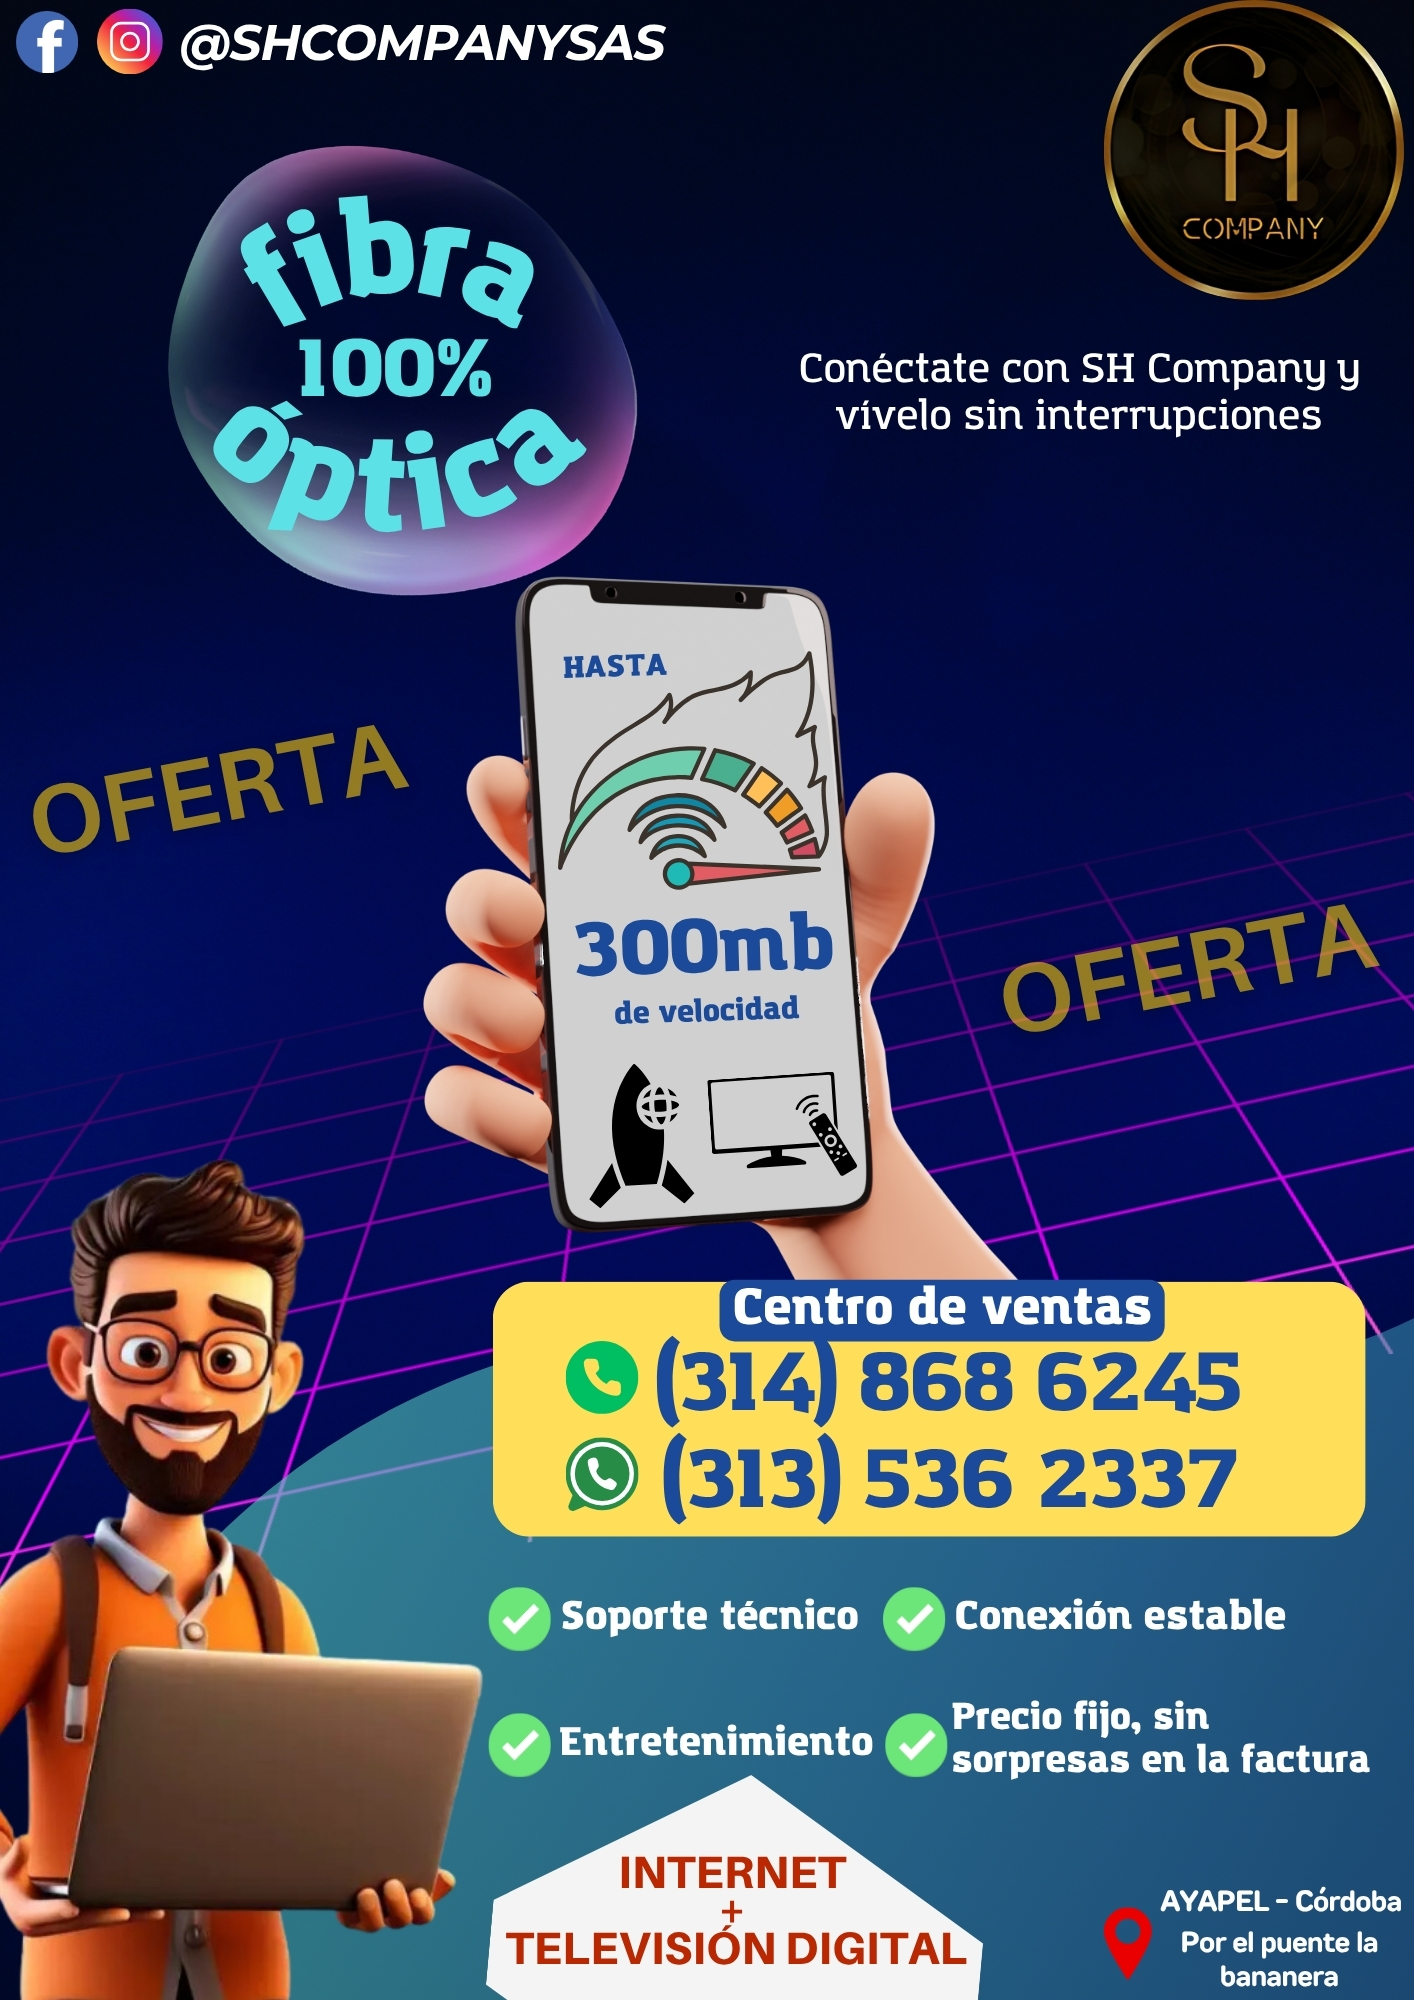 @SHCOMPANYSAS
SH
COMPANY
fibra
100%
óptica
Conéctate con SH Company y
vívelo sin interrupciones
HASTA
300mb
de velocidad
OFERTA
OFERTA
Centro de ventas
(314) 868 6245
(313) 536 2337
Soporte técnico
Conexión estable
Entretenimiento
Precio fijo, sin
sorpresas en la factura
INTERNET
+
TELEVISIÓN DIGITAL
AYAPEL - Córdoba
Por el puente la
bananera